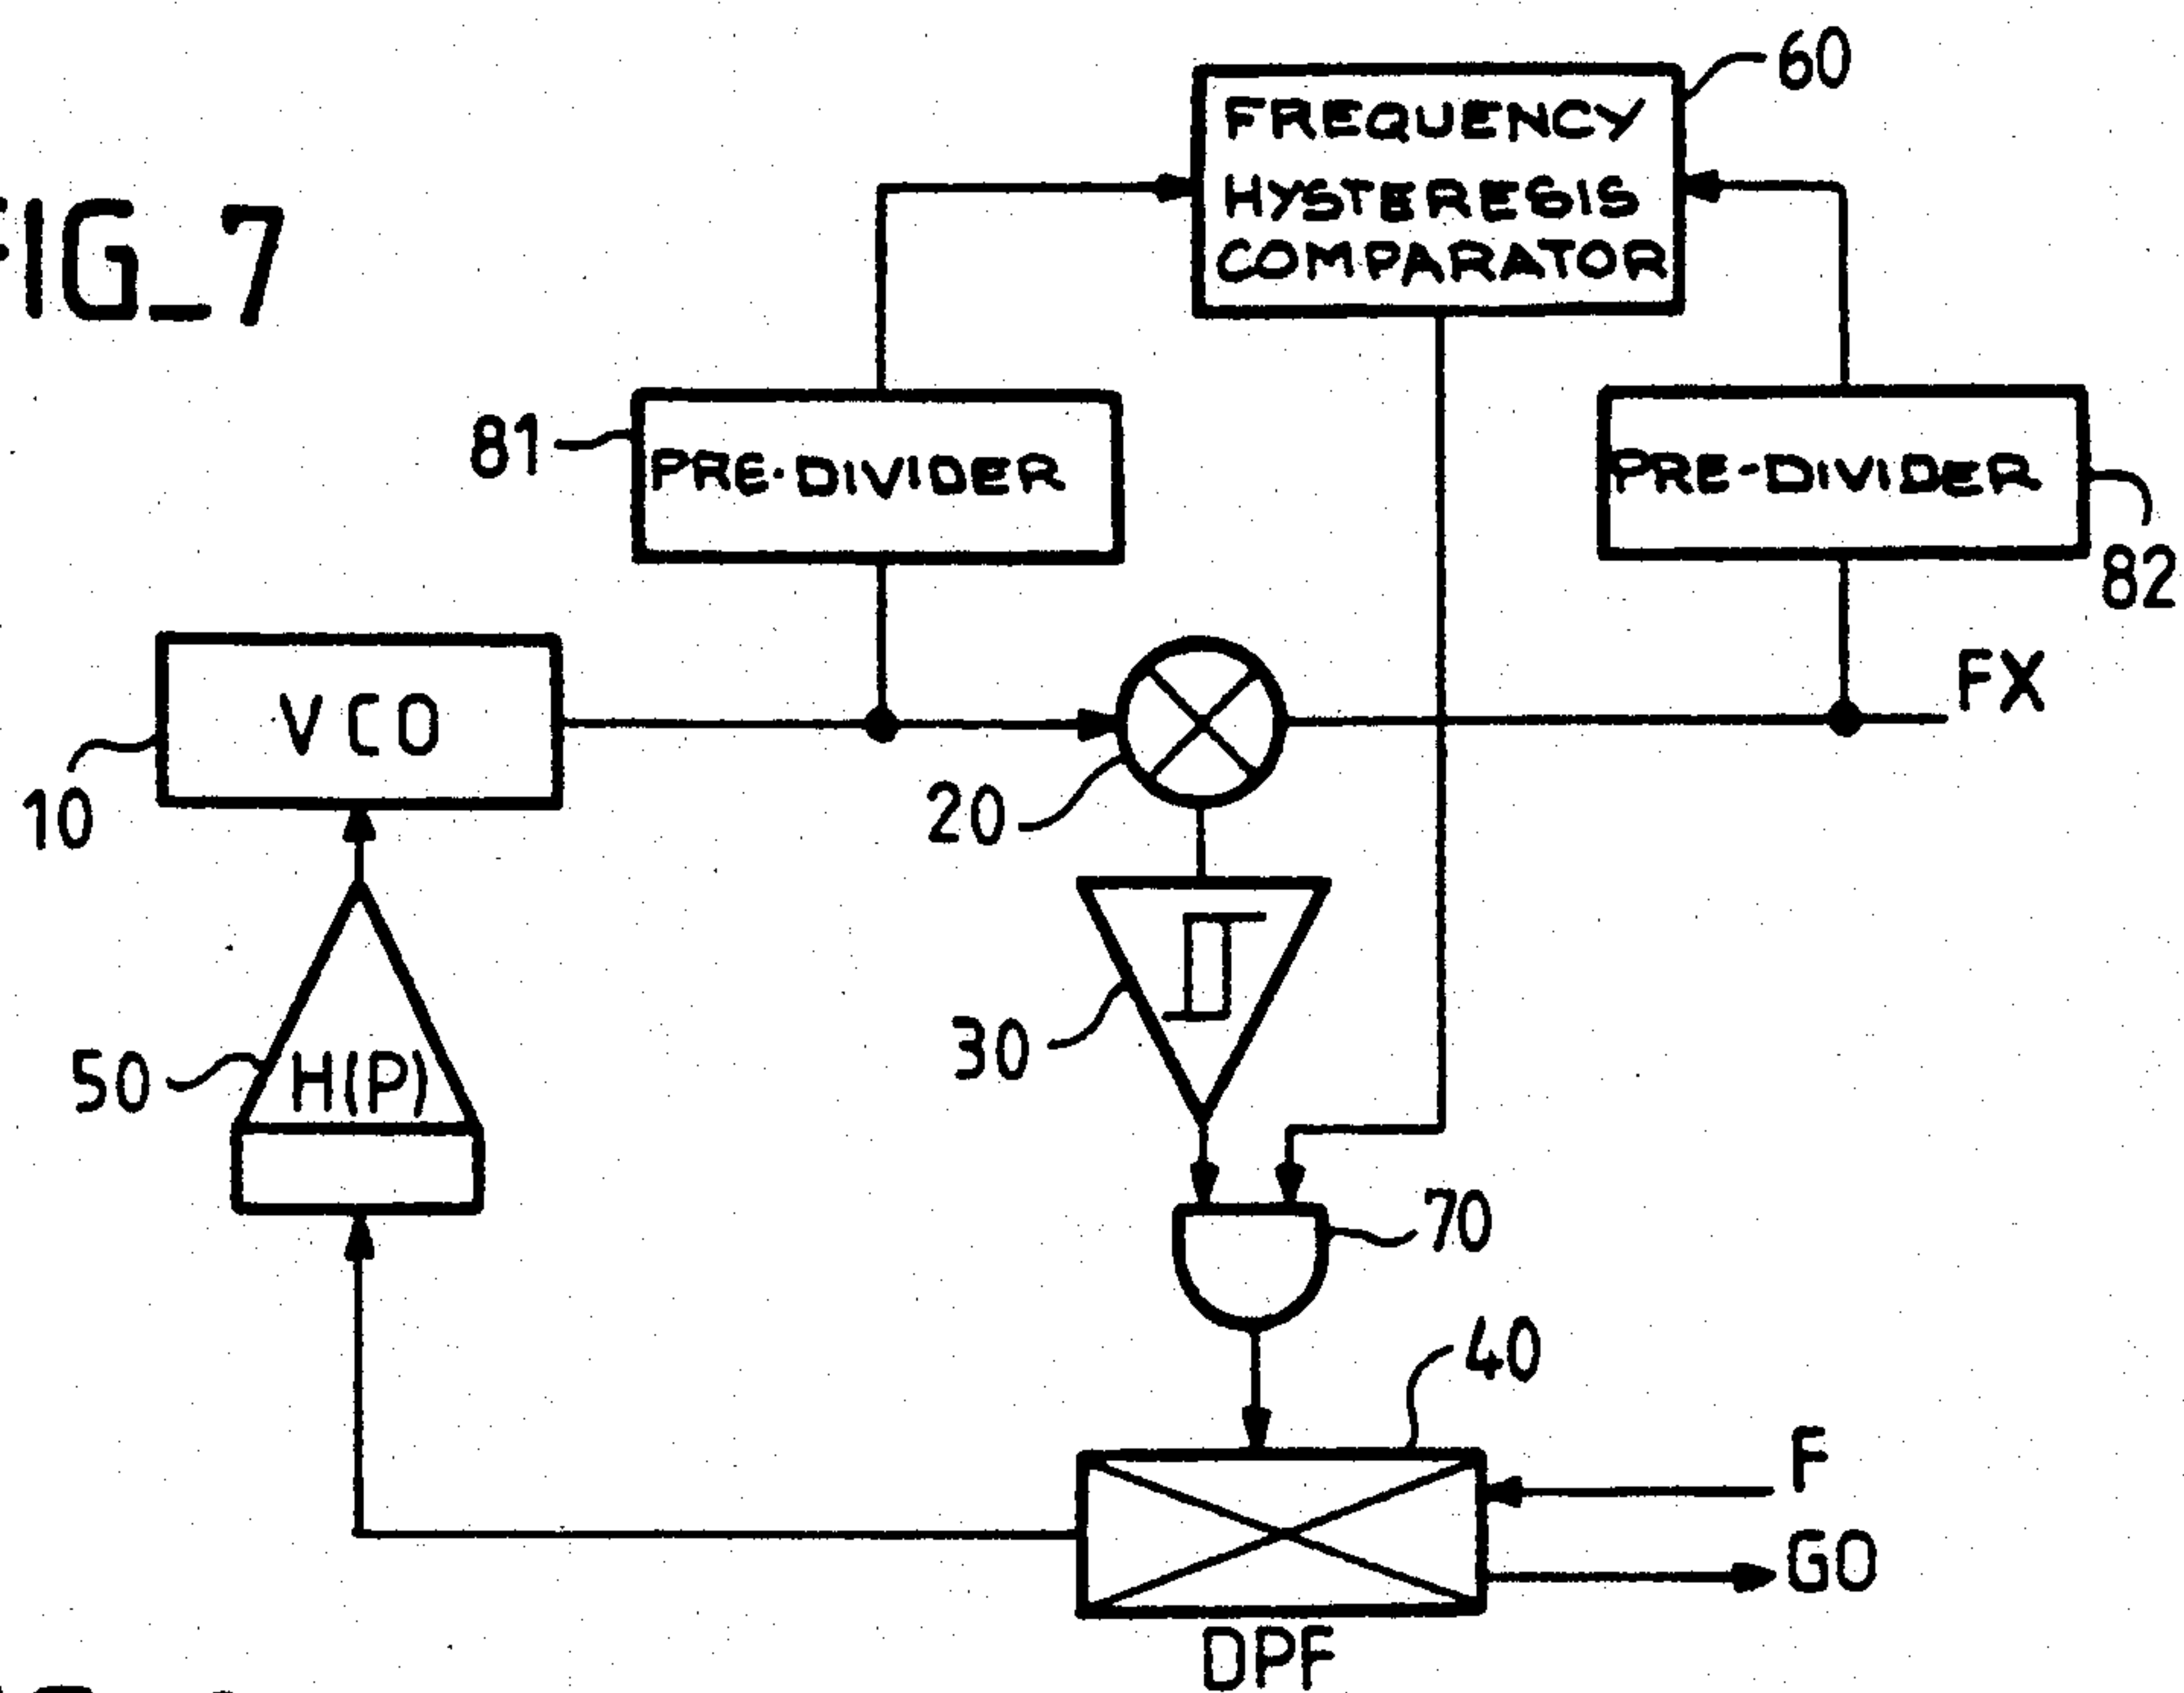 60
FREQUENCY
HYSTERESIS
COMPARATOR
FIG_7
81
PRE-DIVIDER
PRE-DIVIDER
82
VCO
FX
10
20
30
50
H(P)
70
40
F
GO
DPF